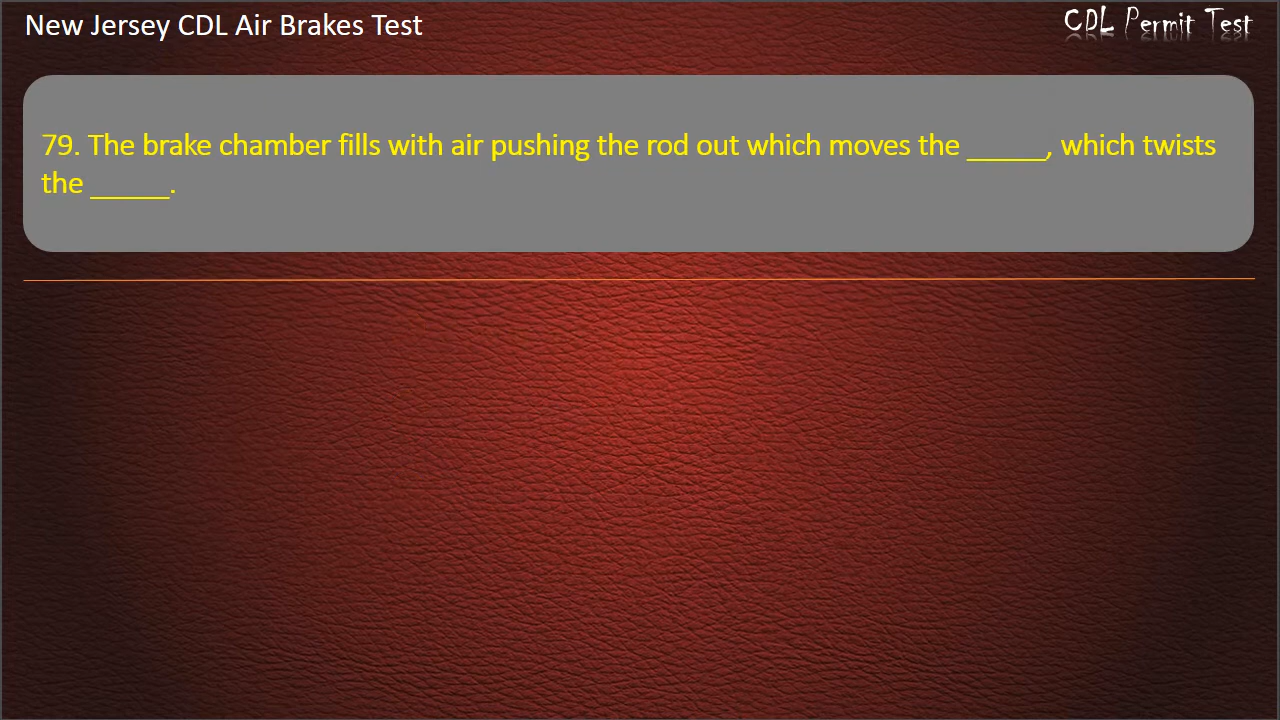 New Jersey CDL Air Brakes Test
CDL Permit Test
79. The brake chamber fills with air pushing the rod out which moves the _____, which twists
the _____.